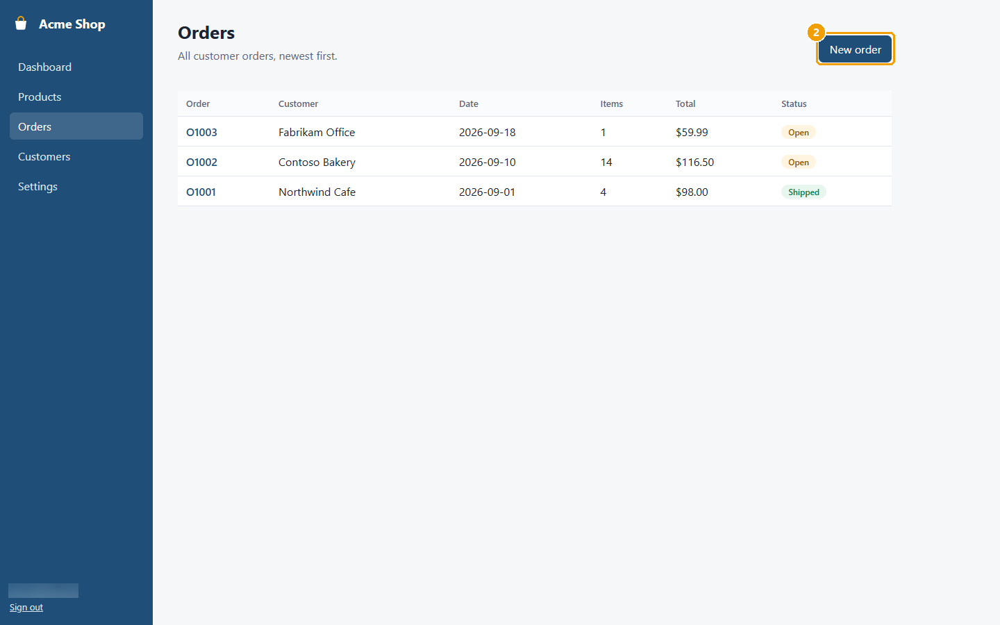 Acme Shop
Dashboard
Products
Orders
Customers
Settings
Sign out
Orders
All customer orders, newest first.
2
New order
Order Customer Date Items Total Status
O1003 Fabrikam Office 2026-09-18 1 $59.99 Open
O1002 Contoso Bakery 2026-09-10 14 $116.50 Open
O1001 Northwind Cafe 2026-09-01 4 $98.00 Shipped